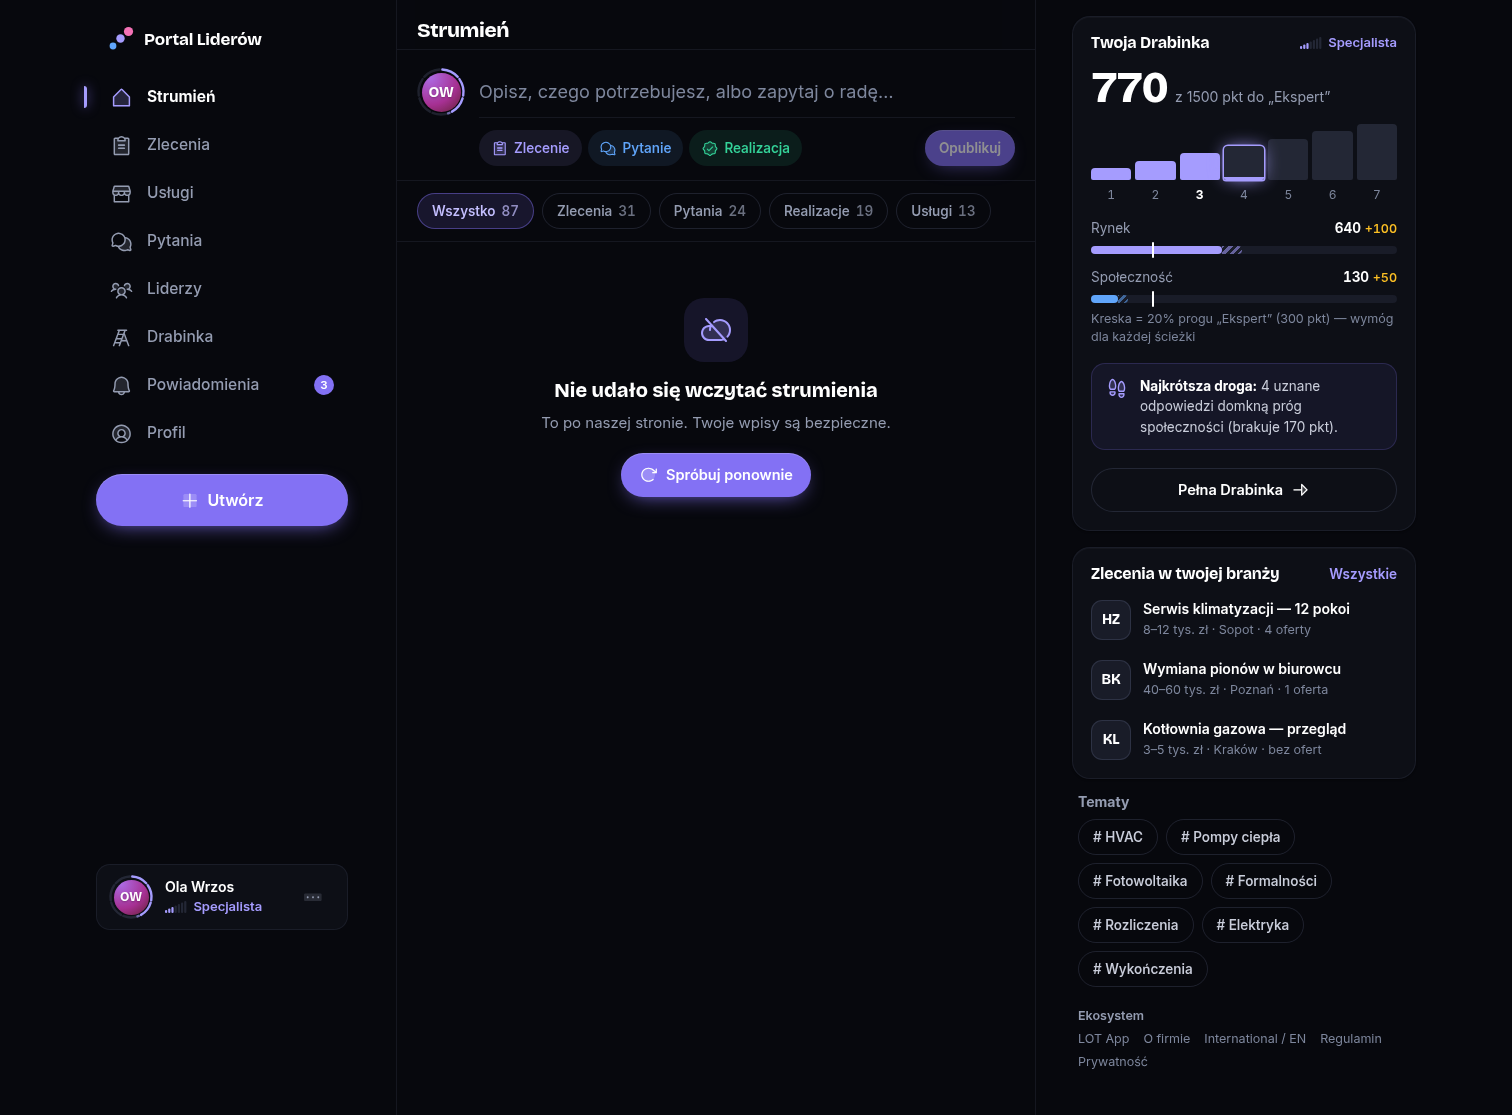 Portal Liderów
Strumień
Zlecenia
Usługi
Pytania
Liderzy
Drabinka
Powiadomienia 3
Profil
Utwórz
OW
Ola Wrzos
Specjalista
Strumień
OW
Opisz, czego potrzebujesz, albo zapytaj o radę…
Zlecenie Pytanie Realizacja Opublikuj
Wszystko 87 Zlecenia 31 Pytania 24 Realizacje 19 Usługi 13
Nie udało się wczytać strumienia
To po naszej stronie. Twoje wpisy są bezpieczne.
Spróbuj ponownie
Twoja Drabinka Specjalista
770 z 1500 pkt do „Ekspert”
1 2 3 4 5 6 7
Rynek 640 +100
Społeczność 130 +50
Kreska = 20% progu „Ekspert” (300 pkt) — wymóg
dla każdej ścieżki
Najkrótsza droga: 4 uznane
odpowiedzi domkną próg
społeczności (brakuje 170 pkt).
Pełna Drabinka
Zlecenia w twojej branży Wszystkie
HZ
Serwis klimatyzacji — 12 pokoi
8–12 tys. zł · Sopot · 4 oferty
BK
Wymiana pionów w biurowcu
40–60 tys. zł · Poznań · 1 oferta
KL
Kotłownia gazowa — przegląd
3–5 tys. zł · Kraków · bez ofert
Tematy
# HVAC # Pompy ciepła
# Fotowoltaika # Formalności
# Rozliczenia # Elektryka
# Wykończenia
Ekosystem
LOT App O firmie International / EN Regulamin
Prywatność